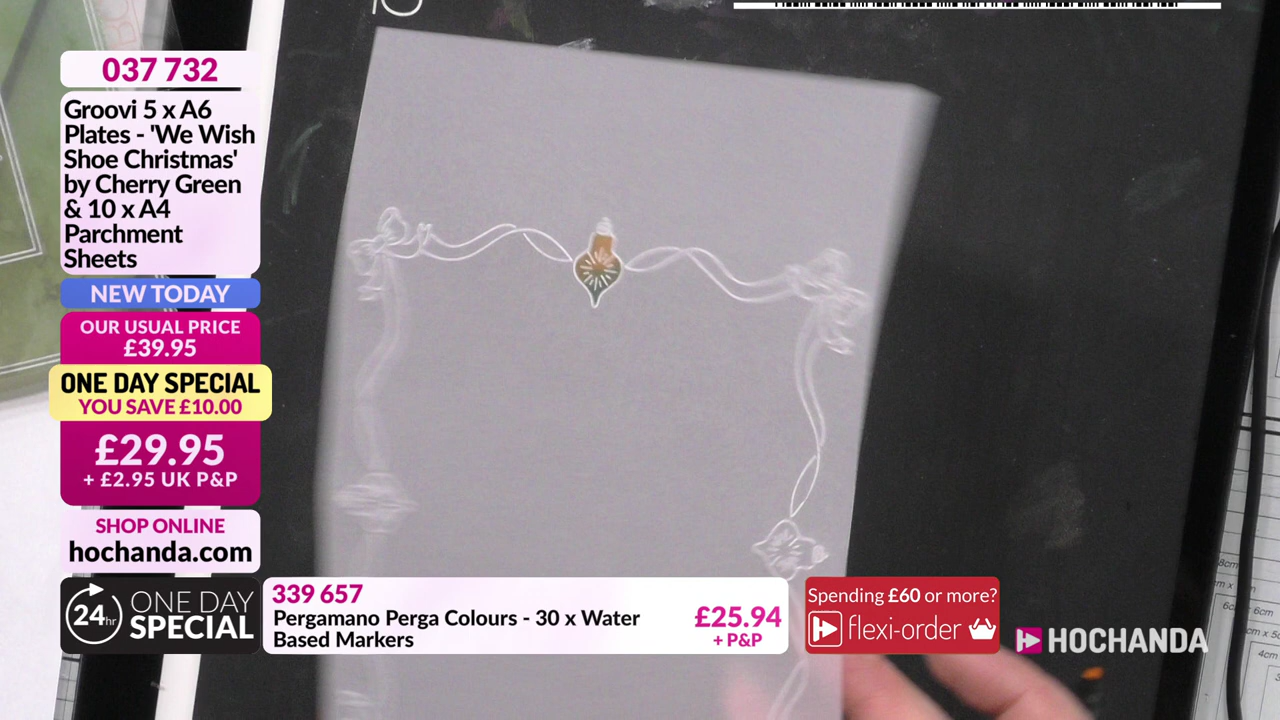 037 732
Groovi 5 x A6
Plates - 'We Wish
Shoe Christmas'
by Cherry Green
& 10 x A4
Parchment
Sheets
NEW TODAY
OUR USUAL PRICE
£39.95
ONE DAY SPECIAL
YOU SAVE £10.00
£29.95
+ £2.95 UK P&P
SHOP ONLINE
hochanda.com
24hr ONE DAY
SPECIAL
339 657
Pergamano Perga Colours - 30 x Water
Based Markers
£25.94
+ P&P
Spending £60 or more?
flexi-order
HOCHANDA